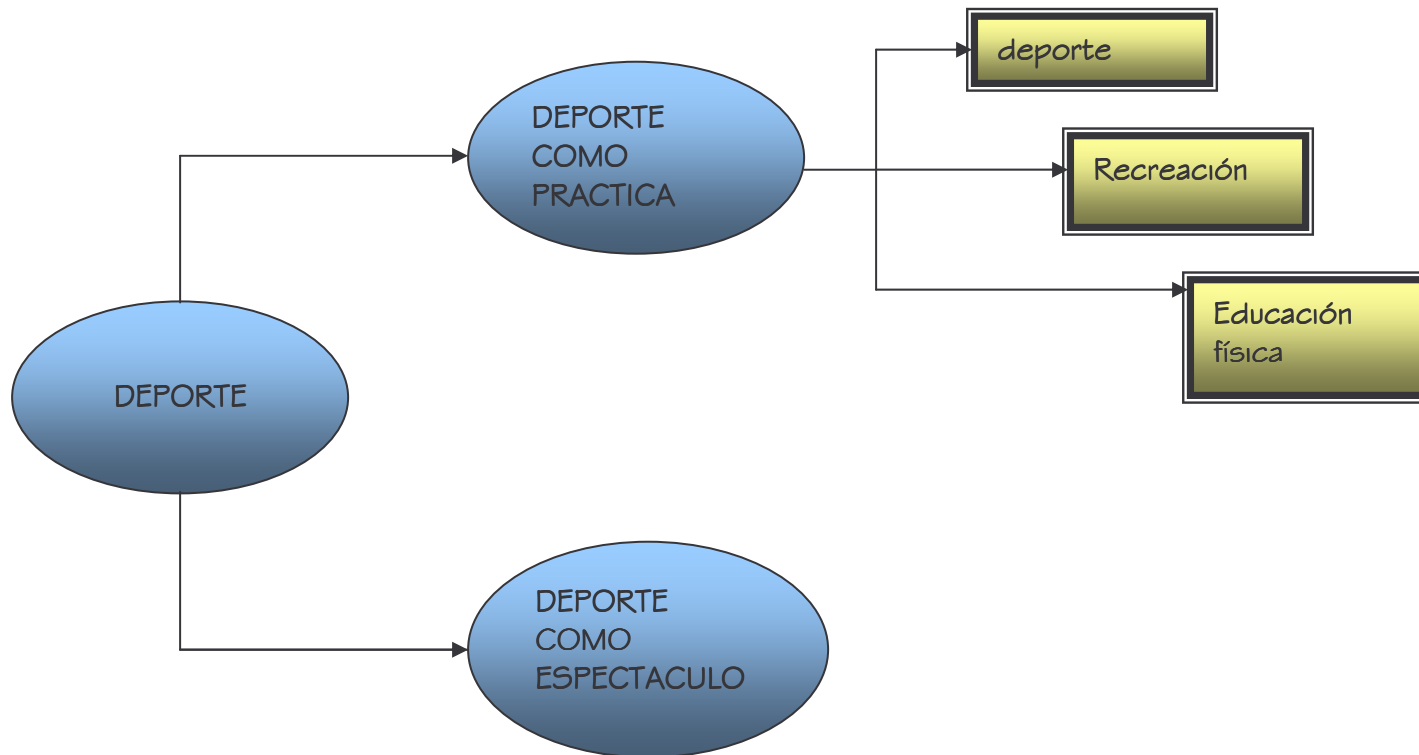 deporte
DEPORTE
COMO
PRACTICA
Recreación
Educación
física
DEPORTE
DEPORTE
COMO
ESPECTACULO